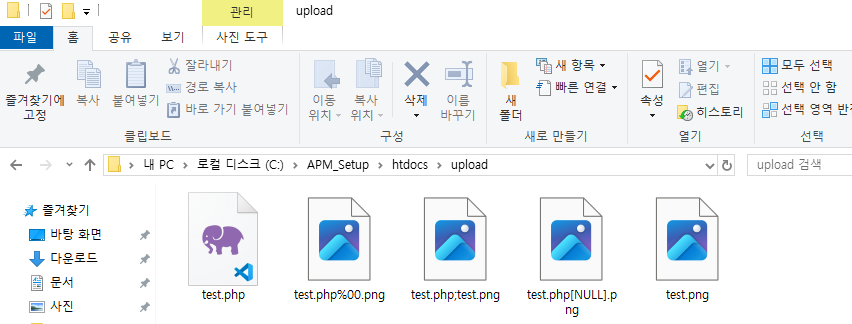 관리
upload
파일
홈
공유
보기
사진 도구
즐겨찾기에
고정
복사
붙여넣기
잘라내기
경로 복사
바로 가기 붙여넣기
클립보드
이동
위치
복사
위치
삭제
이름
바꾸기
구성
새
폴더
새 항목
빠른 연결
새로 만들기
속성
열기
편집
히스토리
열기
모두 선택
선택 안 함
선택 영역 반
선택
내 PC > 로컬 디스크 (C:) > APM_Setup > htdocs > upload
upload 검색
즐겨찾기
바탕 화면
다운로드
문서
사진
test.php
test.php%00.png
test.php;test.png
test.php[NULL].p
ng
test.png